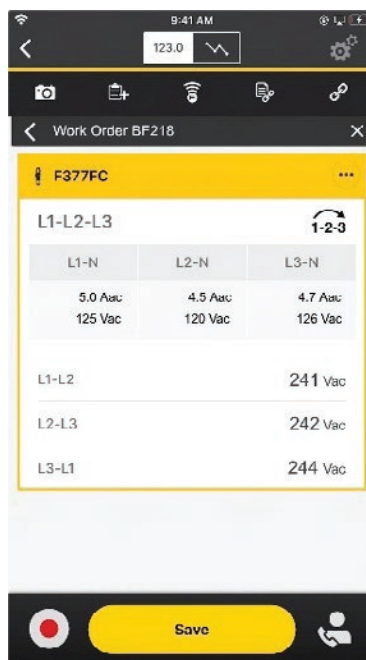 9:41 AM
123.0
Work Order BF218
F377FC
L1-L2-L3
1-2-3
L1-N L2-N L3-N
5.0 Aac 4.5 Aac 4.7 Aac
125 Vac 120 Vac 126 Vac
L1-L2 241 Vac
L2-L3 242 Vac
L3-L1 244 Vac
Save